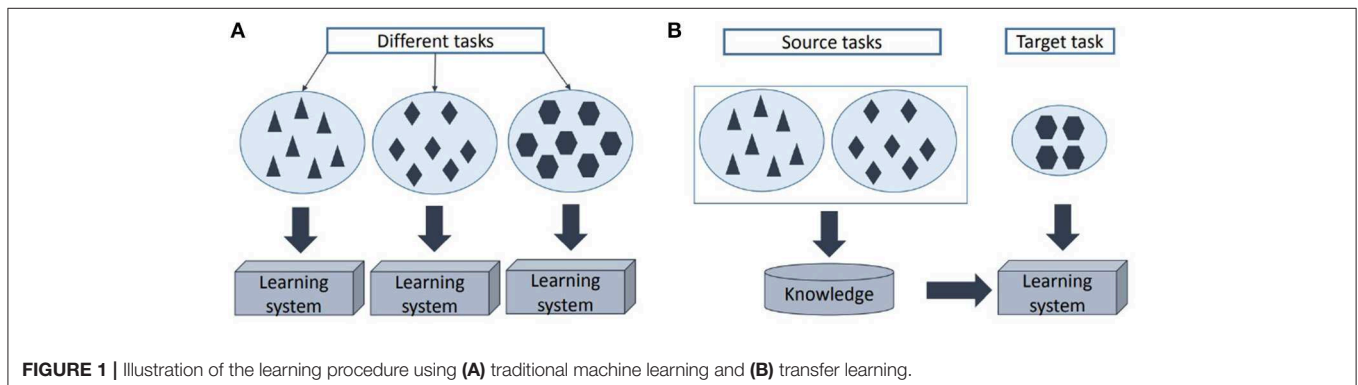 A
Different tasks
B
Source tasks
Target task
Learning
system
Learning
system
Learning
system
Knowledge
Learning
system
FIGURE 1 | Illustration of the learning procedure using (A) traditional machine learning and (B) transfer learning.